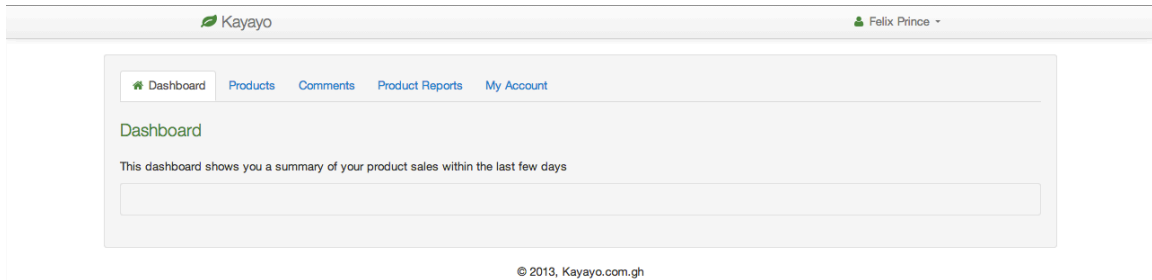 Kayayo Felix Prince
Dashboard Products Comments Product Reports My Account
Dashboard
This dashboard shows you a summary of your product sales within the last few days
© 2013, Kayayo.com.gh